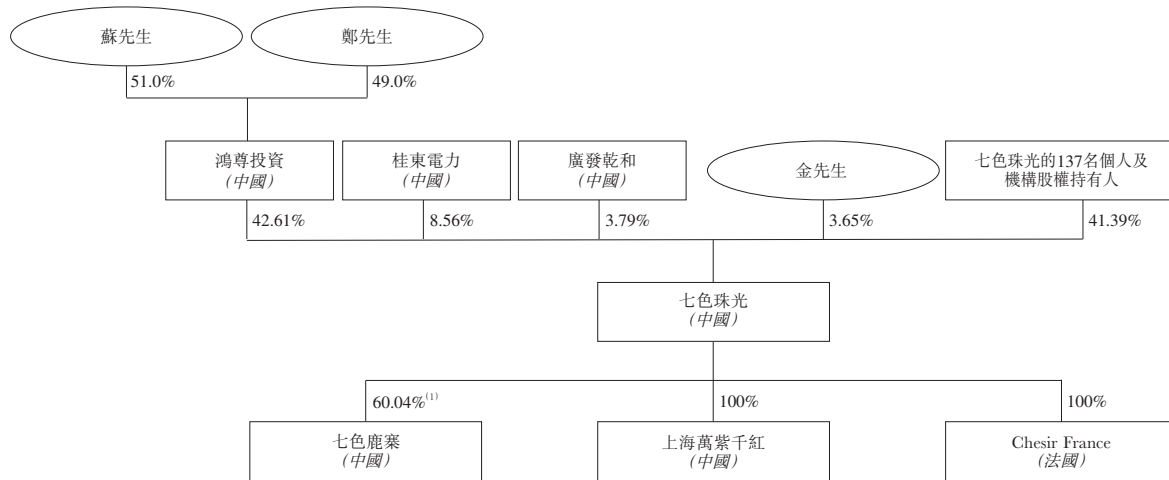 蘇先生
鄭先生
51.0%
49.0%
鴻尊投資
(中國)
桂東電力
(中國)
廣發乾和
(中國)
金先生
七色珠光的137名個人及
機構股權持有人
42.61%
8.56%
3.79%
3.65%
41.39%
七色珠光
(中國)
60.04%(1)
100%
100%
七色鹿寨
(中國)
上海萬紫千紅
(中國)
Chesir France
(法國)